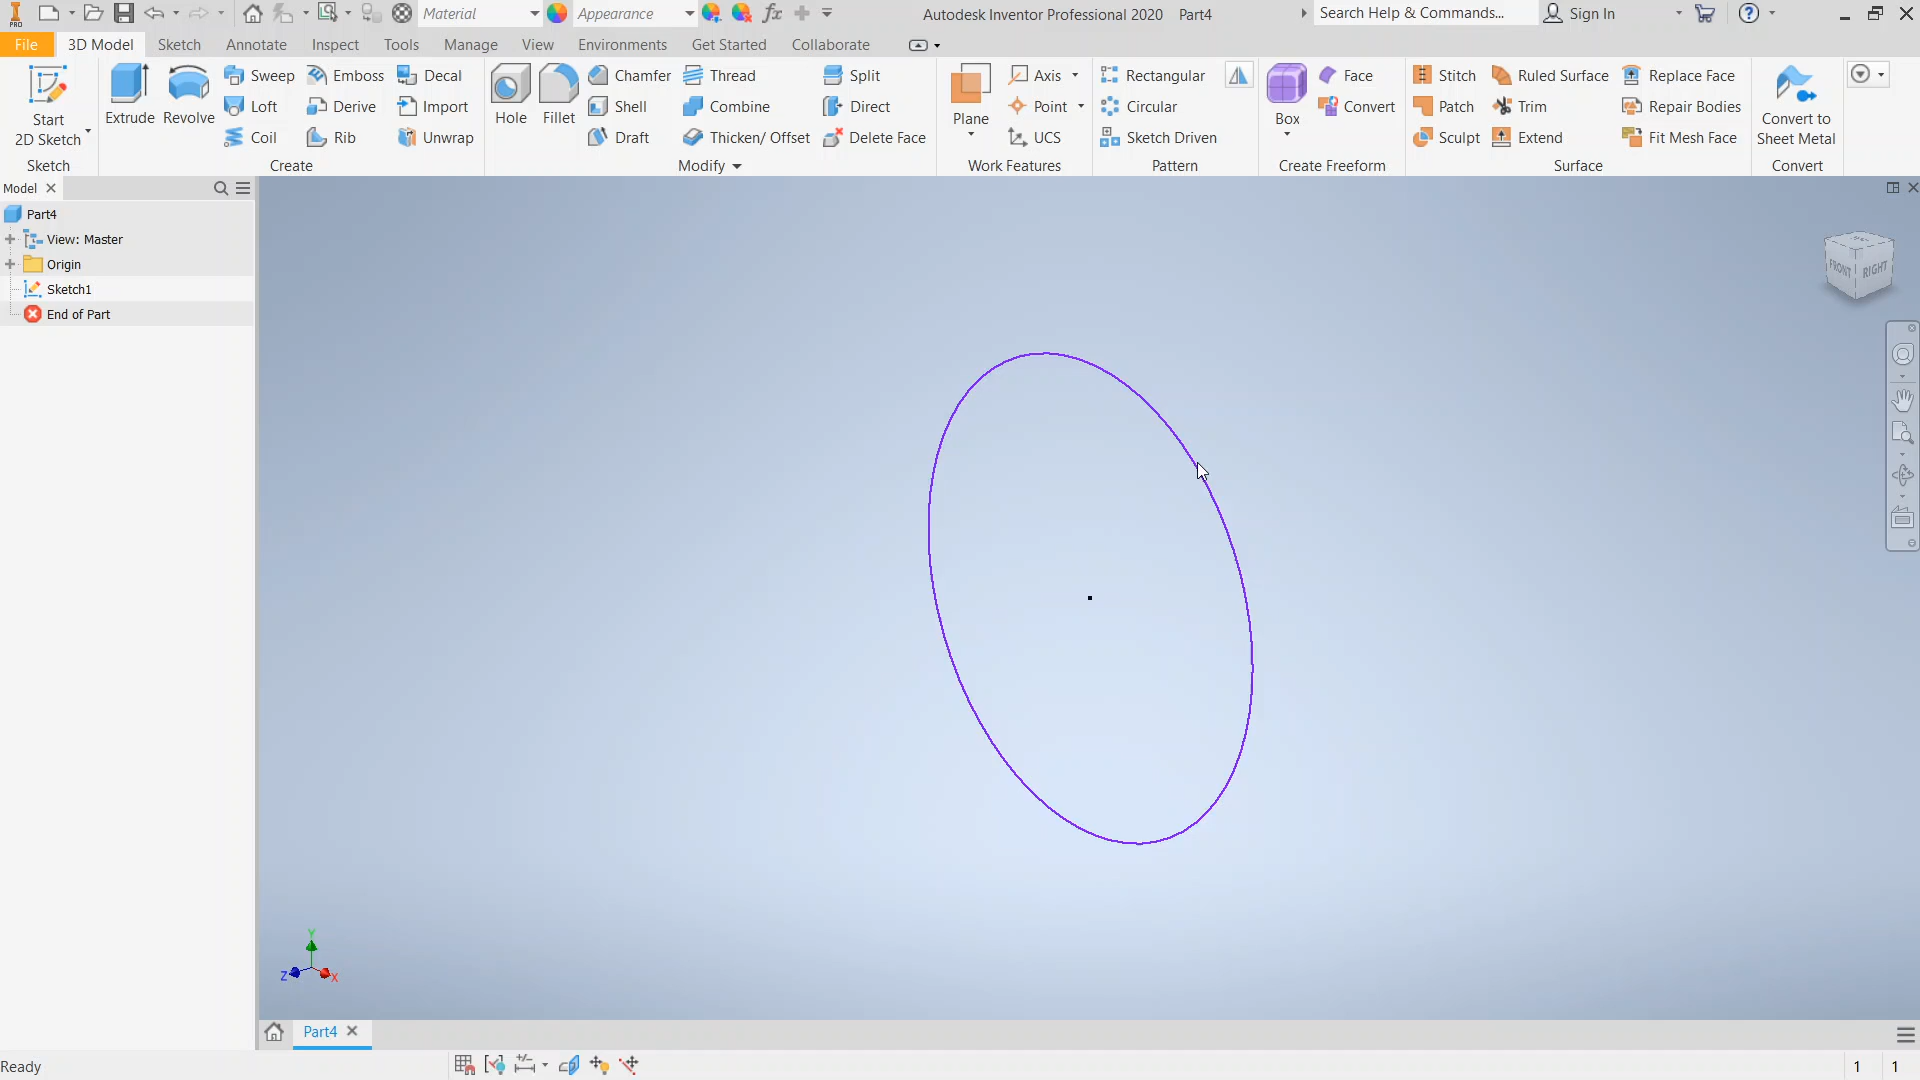 PRO
Material
Appearance
fx
Autodesk Inventor Professional 2020 Part4
Search Help & Commands...
Sign In
File 3D Model Sketch Annotate Inspect Tools Manage View Environments Get Started Collaborate
Start
2D Sketch
Sketch
Extrude
Revolve
Sweep Emboss Decal
Loft Derive Import
Coil Rib Unwrap
Create
Hole
Fillet
Chamfer Thread Split
Shell Combine Direct
Draft Thicken/ Offset Delete Face
Modify
Plane
Axis
Point
UCS
Work Features
Rectangular
Circular
Sketch Driven
Pattern
Box
Face
Convert
Create Freeform
Stitch Ruled Surface Replace Face
Patch Trim Repair Bodies
Sculpt Extend Fit Mesh Face
Surface
Convert to
Sheet Metal
Convert
Model
Part4
View: Master
Origin
Sketch1
End of Part
FRONT RIGHT
Y
Z X
Part4
Ready
1 1